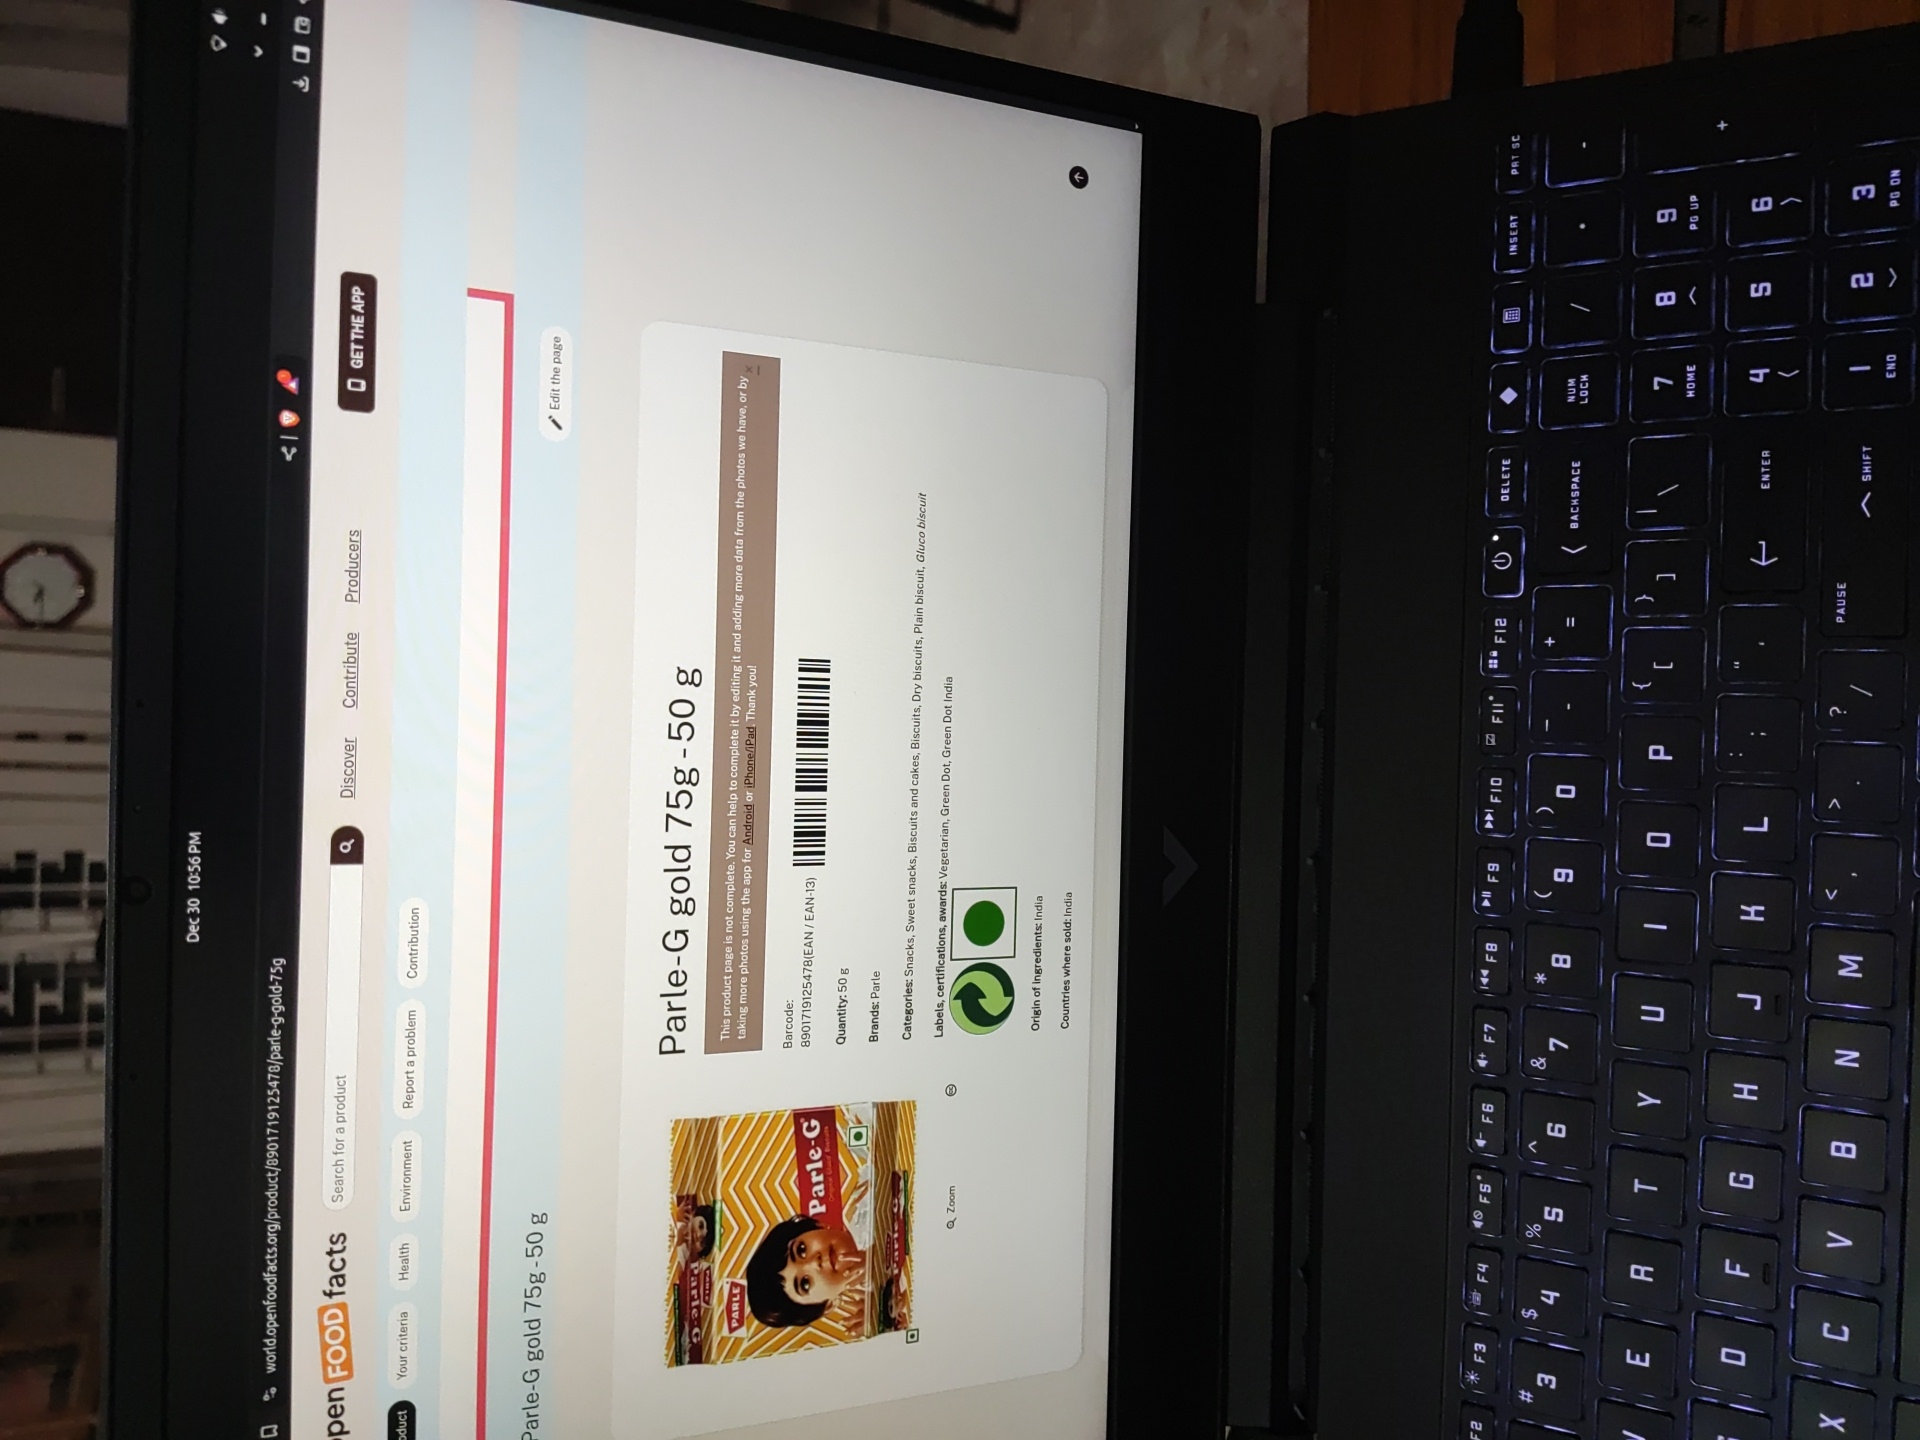 Dec 30 10:56 PM
world.openfoodfacts.org/product/8901719125478/parle-g-gold-75g
pen FOOD facts
Search for a product
Discover
Contribute
Producers
GET THE APP
oduct
Your criteria
Health
Environment
Report a problem
Contribution
Parle-G gold 75g - 50 g
Edit the page
Parle-G gold 75g - 50 g
This product page is not complete. You can help to complete it by editing it and adding more data from the photos we have, or by
taking more photos using the app for Android or iPhone/iPad. Thank you!
×
PARLE
Parle-G
Original Gluco Biscuits
Parle-G
Parle-G
PARLE
Barcode:
8901719125478(EAN / EAN-13)
Quantity: 50 g
Brands: Parle
Categories: Snacks, Sweet snacks, Biscuits and cakes, Biscuits, Dry biscuits, Plain biscuit, Gluco biscuit
Labels, certifications, awards: Vegetarian, Green Dot, Green Dot India
Zoom
Origin of ingredients: India
Countries where sold: India
F2 F3 F4 F5 F6 F7 F8 F9 F10 F11 F12 DELETE INSERT PRT SC
# 3 $ 4 % 5 ^ 6 & 7 * 8 ( 9 ) 0 _ - + = BACKSPACE NUM LOCK / . -
E R T Y U I O P { [ } ] | \ 7 HOME 8 9 PG UP
D F G H J K L : ; " ' ENTER 4 5 6 +
X C V B N M < , > . ? / PAUSE SHIFT 1 END 2 3 PG DN